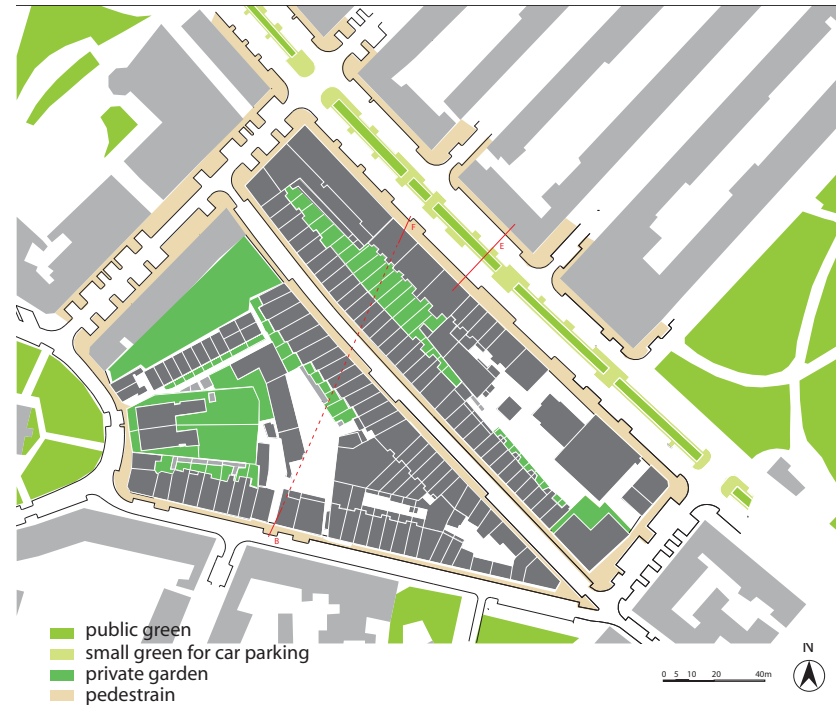 F
E
B
public green
small green for car parking
private garden
pedestrain
N
0 5 10 20 40m